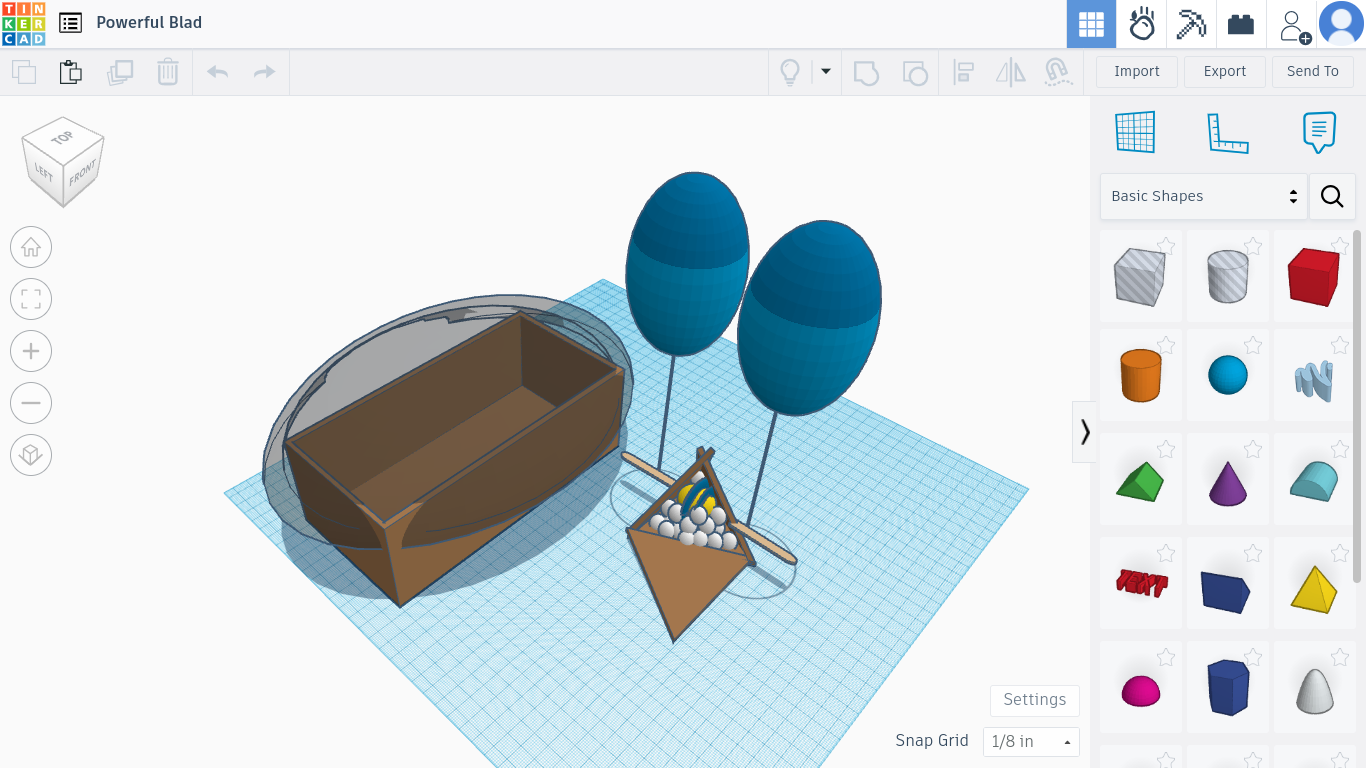 TIN
KER
CAD
Powerful Blad
Import
Export
Send To
TOP
LEFT
FRONT
Basic Shapes
TEXT
Settings
Snap Grid
1/8 in